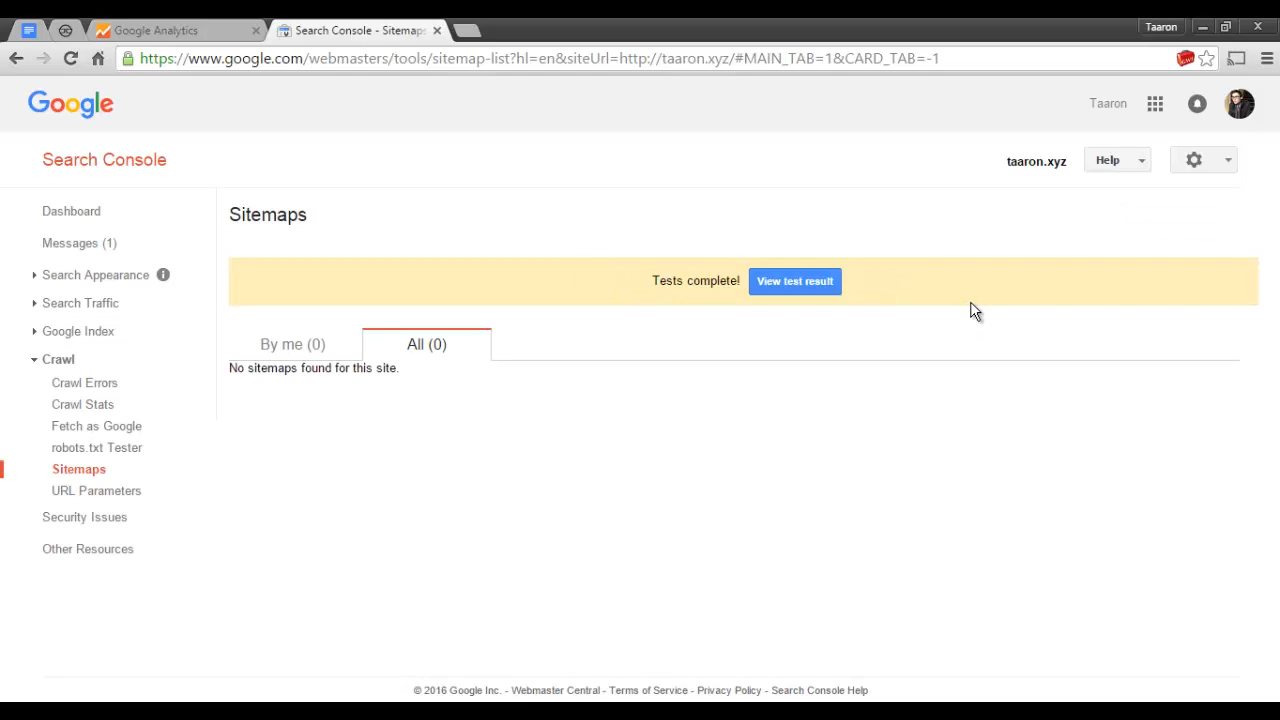 Google Analytics
Search Console - Sitemaps
Taaron
https://www.google.com/webmasters/tools/sitemap-list?hl=en&siteUrl=http://taaron.xyz/#MAIN_TAB=1&CARD_TAB=-1
Google
Taaron
Search Console
taaron.xyz
Help
Dashboard
Messages (1)
Search Appearance
Search Traffic
Google Index
Crawl
Crawl Errors
Crawl Stats
Fetch as Google
robots.txt Tester
Sitemaps
URL Parameters
Security Issues
Other Resources
Sitemaps
Tests complete! View test result
By me (0)
All (0)
No sitemaps found for this site.
© 2016 Google Inc. - Webmaster Central - Terms of Service - Privacy Policy - Search Console Help